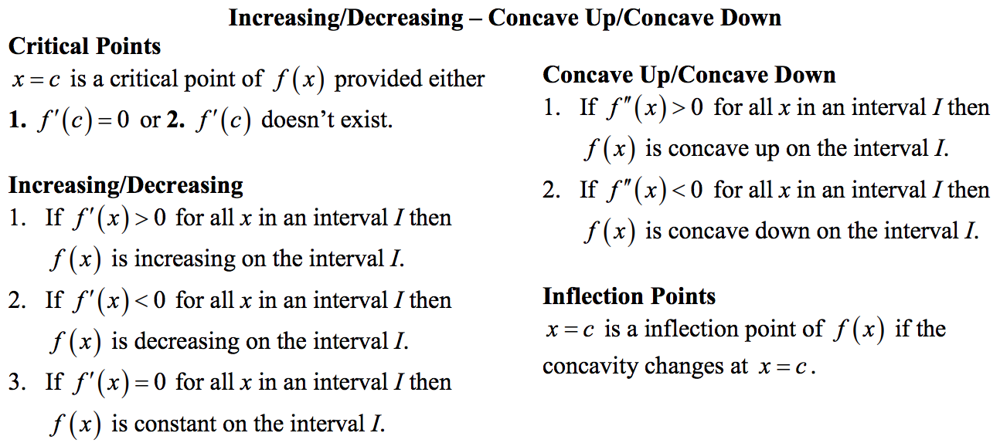 Increasing/Decreasing – Concave Up/Concave Down
Critical Points
x = c is a critical point of f(x) provided either
1. f′(c) = 0 or 2. f′(c) doesn't exist.
Increasing/Decreasing
1. If f′(x) > 0 for all x in an interval I then
f(x) is increasing on the interval I.
2. If f′(x) < 0 for all x in an interval I then
f(x) is decreasing on the interval I.
3. If f′(x) = 0 for all x in an interval I then
f(x) is constant on the interval I.
Concave Up/Concave Down
1. If f″(x) > 0 for all x in an interval I then
f(x) is concave up on the interval I.
2. If f″(x) < 0 for all x in an interval I then
f(x) is concave down on the interval I.
Inflection Points
x = c is a inflection point of f(x) if the
concavity changes at x = c.